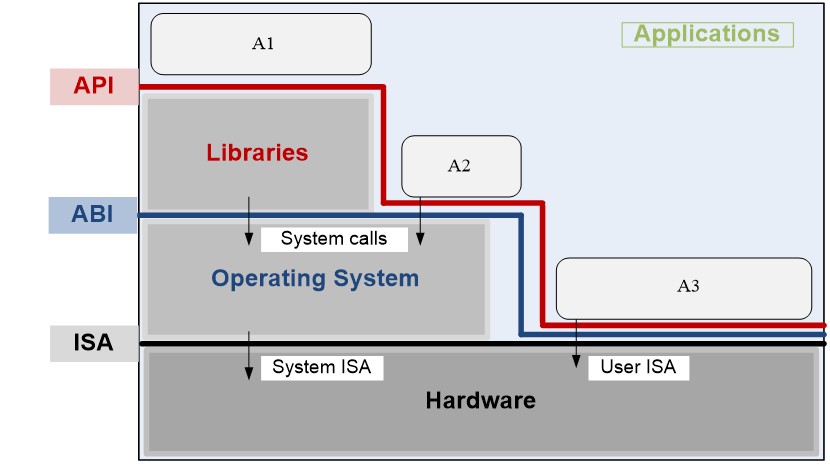 A1
Applications
API
Libraries
A2
ABI
System calls
Operating System
A3
ISA
System ISA
User ISA
Hardware